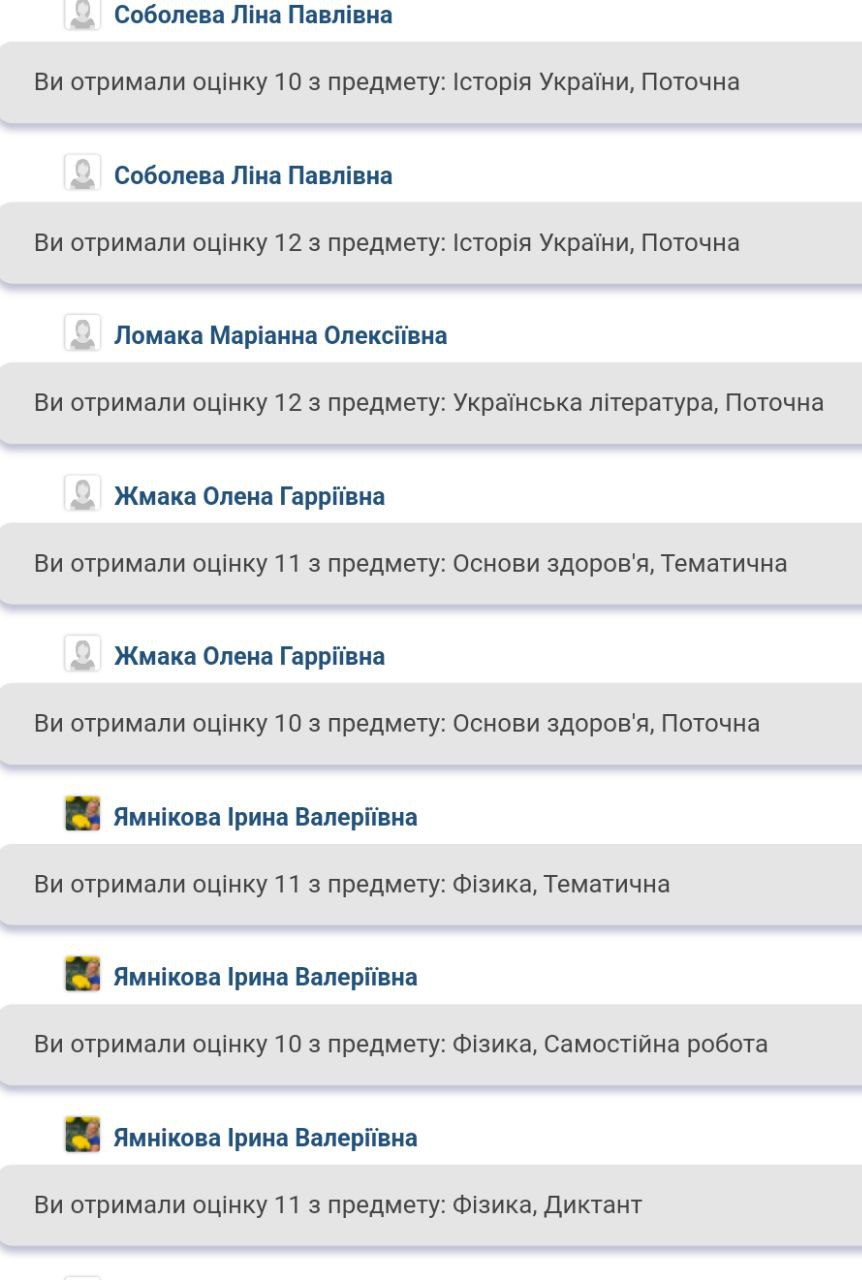 Соболева Ліна Павлівна
Ви отримали оцінку 10 з предмету: Історія України, Поточна
Соболева Ліна Павлівна
Ви отримали оцінку 12 з предмету: Історія України, Поточна
Ломака Маріанна Олексіївна
Ви отримали оцінку 12 з предмету: Українська література, Поточна
Жмака Олена Гарріївна
Ви отримали оцінку 11 з предмету: Основи здоров'я, Тематична
Жмака Олена Гарріївна
Ви отримали оцінку 10 з предмету: Основи здоров'я, Поточна
Ямнікова Ірина Валеріївна
Ви отримали оцінку 11 з предмету: Фізика, Тематична
Ямнікова Ірина Валеріївна
Ви отримали оцінку 10 з предмету: Фізика, Самостійна робота
Ямнікова Ірина Валеріївна
Ви отримали оцінку 11 з предмету: Фізика, Диктант